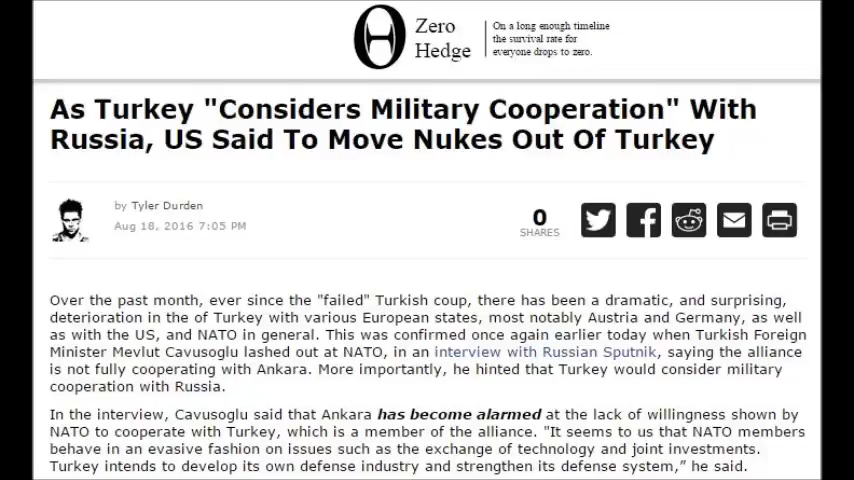 Zero
Hedge
On a long enough timeline
the survival rate for
everyone drops to zero.
As Turkey "Considers Military Cooperation" With
Russia, US Said To Move Nukes Out Of Turkey
by Tyler Durden
Aug 18, 2016 7:05 PM
0
SHARES
Over the past month, ever since the "failed" Turkish coup, there has been a dramatic, and surprising,
deterioration in the of Turkey with various European states, most notably Austria and Germany, as well
as with the US, and NATO in general. This was confirmed once again earlier today when Turkish Foreign
Minister Mevlut Cavusoglu lashed out at NATO, in an interview with Russian Sputnik, saying the alliance
is not fully cooperating with Ankara. More importantly, he hinted that Turkey would consider military
cooperation with Russia.
In the interview, Cavusoglu said that Ankara has become alarmed at the lack of willingness shown by
NATO to cooperate with Turkey, which is a member of the alliance. "It seems to us that NATO members
behave in an evasive fashion on issues such as the exchange of technology and joint investments.
Turkey intends to develop its own defense industry and strengthen its defense system,” he said.